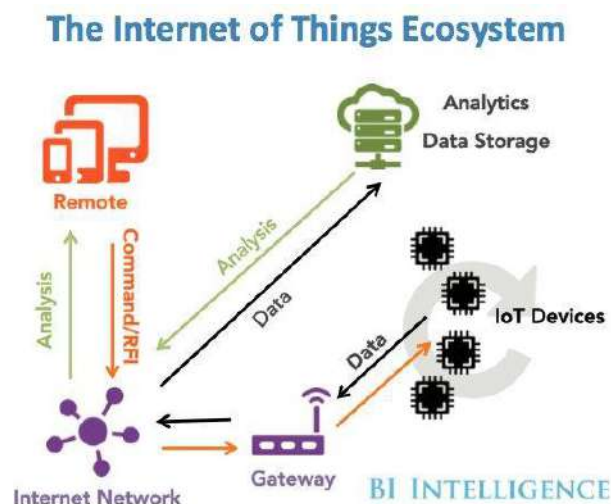 The Internet of Things Ecosystem
Analytics
Data Storage
Remote
Analysis
Command/RFI
Analysis
Data
IoT Devices
Data
Gateway
Internet Network
BI INTELLIGENCE